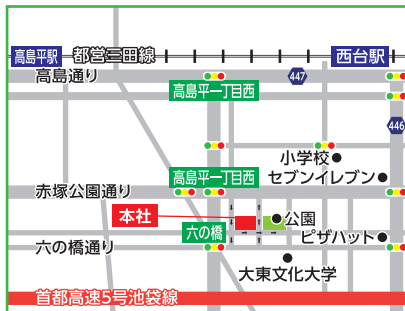 高島平駅
都営三田線
西台駅
高島通り
447
高島平一丁目西
446
小学校
セブンイレブン
高島平一丁目西
赤塚公園通り
本社
公園
六の橋
ピザハット
六の橋通り
大東文化大学
首都高速5号池袋線